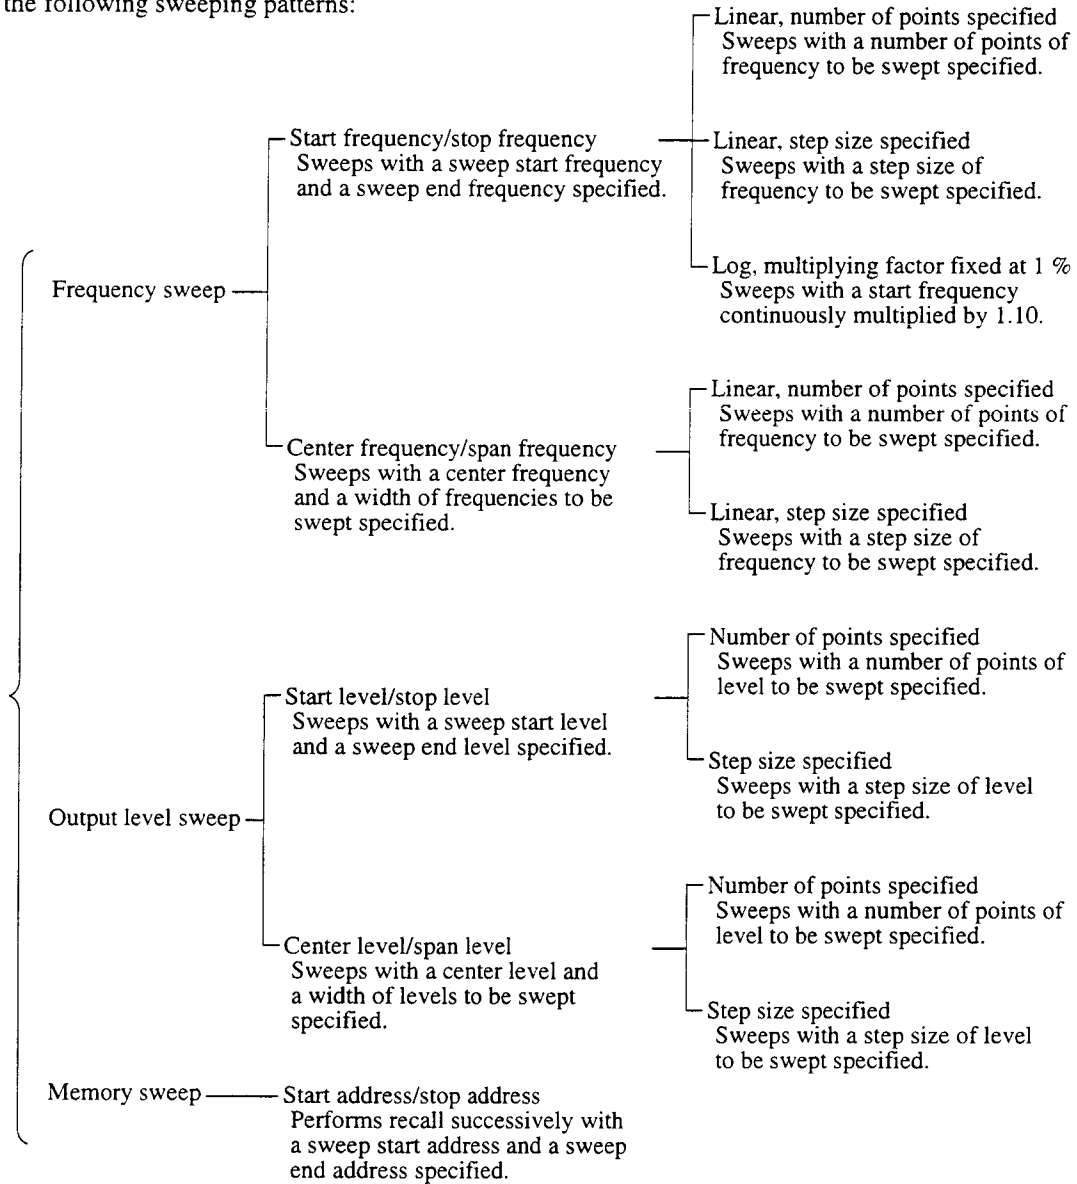 the following sweeping patterns:
Frequency sweep
Start frequency/stop frequency
Sweeps with a sweep start frequency
and a sweep end frequency specified.
Linear, number of points specified
Sweeps with a number of points of
frequency to be swept specified.
Linear, step size specified
Sweeps with a step size of
frequency to be swept specified.
Log, multiplying factor fixed at 1 %
Sweeps with a start frequency
continuously multiplied by 1.10.
Center frequency/span frequency
Sweeps with a center frequency
and a width of frequencies to be
swept specified.
Linear, number of points specified
Sweeps with a number of points of
frequency to be swept specified.
Linear, step size specified
Sweeps with a step size of
frequency to be swept specified.
Output level sweep
Start level/stop level
Sweeps with a sweep start level
and a sweep end level specified.
Number of points specified
Sweeps with a number of points of
level to be swept specified.
Step size specified
Sweeps with a step size of level
to be swept specified.
Center level/span level
Sweeps with a center level and
a width of levels to be swept
specified.
Number of points specified
Sweeps with a number of points of
level to be swept specified.
Step size specified
Sweeps with a step size of level
to be swept specified.
Memory sweep
Start address/stop address
Performs recall successively with
a sweep start address and a sweep
end address specified.